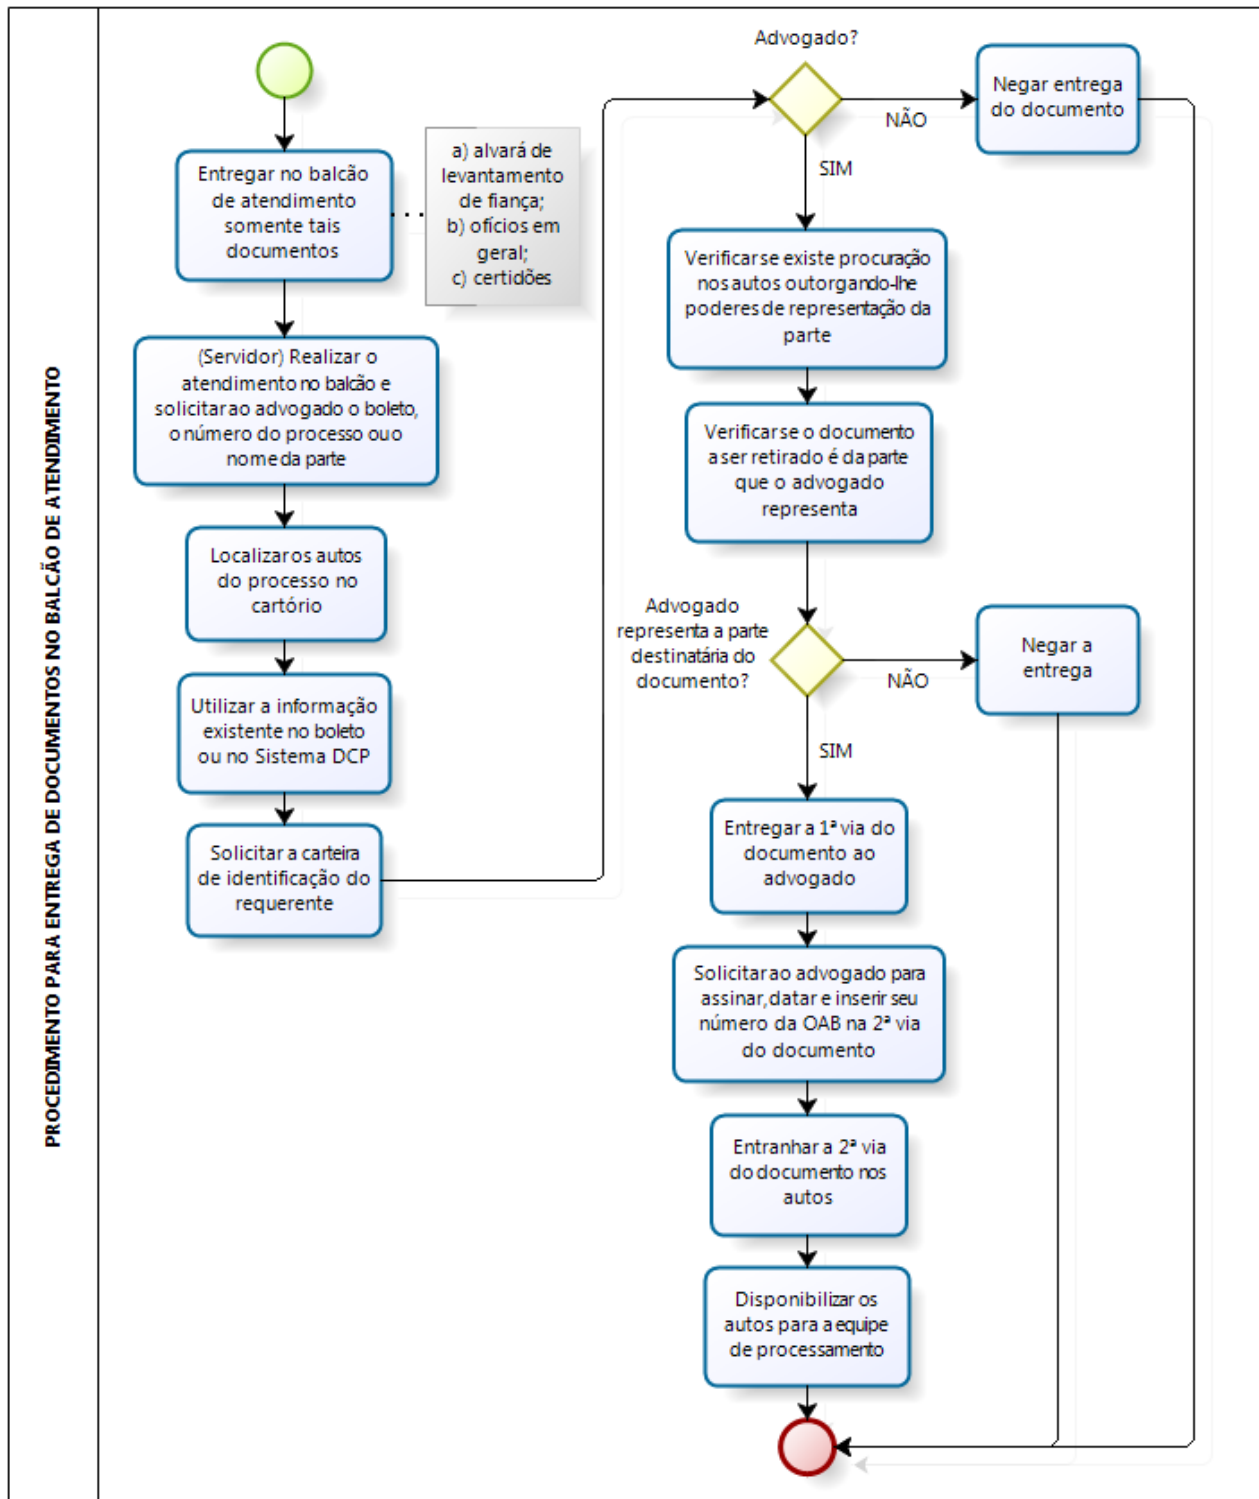 PROCEDIMENTO PARA ENTREGA DE DOCUMENTOS NO BALCÃO DE ATENDIMENTO
Entregar no balcão
de atendimento
somente tais
documentos
a) alvará de
levantamento
de fiança;
b) ofícios em
geral;
c) certidões
(Servidor) Realizar o
atendimento no balcão e
solicitar ao advogado o boleto,
o número do processo ou o
nome da parte
Localizar os autos
do processo no
cartório
Utilizar a informação
existente no boleto
ou no Sistema DCP
Solicitar a carteira
de identificação do
requerente
Advogado?
NÃO
Negar entrega
do documento
SIM
Verificar se existe procuração
nos autos outorgando-lhe
poderes de representação da
parte
Verificar se o documento
a ser retirado é da parte
que o advogado
representa
Advogado
representa a parte
destinatária do
documento?
NÃO
Negar a
entrega
SIM
Entregar a 1ª via do
documento ao
advogado
Solicitar ao advogado para
assinar, datar e inserir seu
número da OAB na 2ª via
do documento
Entranhar a 2ª via
do documento nos
autos
Disponibilizar os
autos para a equipe
de processamento